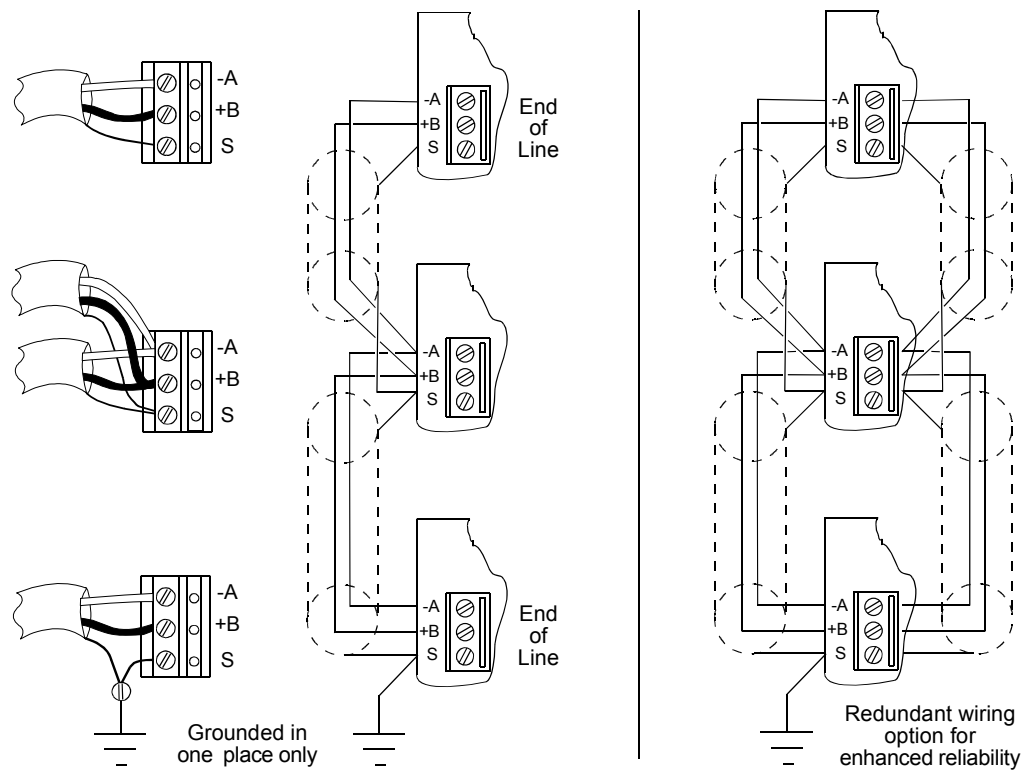 -A
+B
S
-A
+B
S
End
of
Line
-A
+B
S
-A
+B
S
-A
+B
S
-A
+B
S
-A
+B
S
-A
+B
S
End
of
Line
-A
+B
S
Grounded in
one place only
Redundant wiring
option for
enhanced reliability